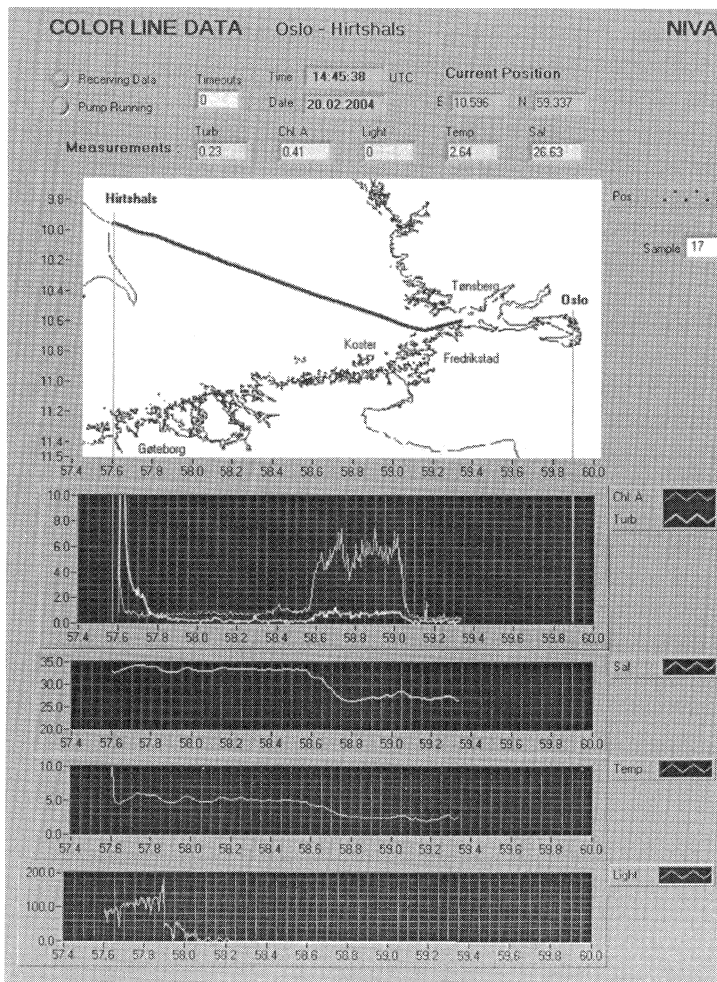 COLOR LINE DATA Oslo - Hirtshals NIVA
Receiving Data Timeouts Time 14:45:38 UTC Current Position
Pump Running 0 Date 20.02.2004 E 10.596 N 59.337
Turb Chl. A Light Temp Sal
Measurements : 0.23 0.41 0 2.64 26.63
Pos
Sample 17
9.8-
10.0-
10.2-
10.4-
10.6-
10.8-
11.0-
11.2-
11.4-
11.5-
Hirtshals
Tønsberg
Oslo
Koster
Fredrikstad
Gøteborg
57.4 57.6 57.8 58.0 58.2 58.4 58.6 58.8 59.0 59.2 59.4 59.6 59.8 60.0
10.0-
8.0-
6.0-
4.0-
2.0-
0.0-
57.4 57.6 57.8 58.0 58.2 58.4 58.6 58.8 59.0 59.2 59.4 59.6 59.8 60.0
Chl. A
Turb
35.0-
30.0-
25.0-
20.0-
57.4 57.6 57.8 58.0 58.2 58.4 58.6 58.8 59.0 59.2 59.4 59.6 59.8 60.0
Sal
10.0-
5.0-
0.0-
57.4 57.6 57.8 58.0 58.2 58.4 58.6 58.8 59.0 59.2 59.4 59.6 59.8 60.0
Temp
200.0-
100.0-
0.0-
57.4 57.6 57.8 58.0 58.2 58.4 58.6 58.8 59.0 59.2 59.4 59.6 59.8 60.0
Light